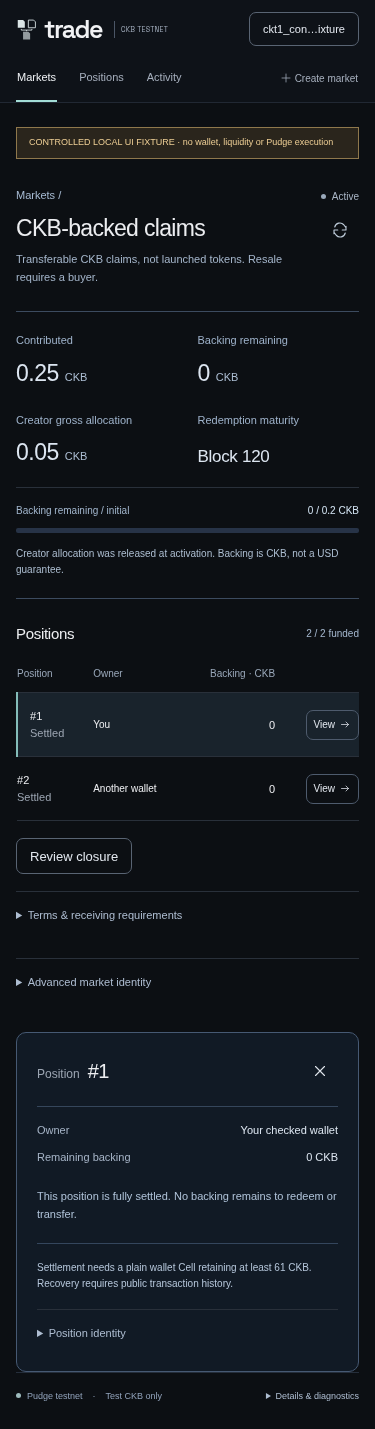 trade
CKB TESTNET
ckt1_con…ixture
Markets
Positions
Activity
Create market
CONTROLLED LOCAL UI FIXTURE · no wallet, liquidity or Pudge execution
Markets /
Active
CKB-backed claims
Transferable CKB claims, not launched tokens. Resale
requires a buyer.
Contributed
Backing remaining
0.25 CKB
0 CKB
Creator gross allocation
Redemption maturity
0.05 CKB
Block 120
Backing remaining / initial
0 / 0.2 CKB
Creator allocation was released at activation. Backing is CKB, not a USD
guarantee.
Positions
2 / 2 funded
Position
Owner
Backing · CKB
#1
Settled
You
0
View →
#2
Settled
Another wallet
0
View →
Review closure
Terms & receiving requirements
Advanced market identity
Position #1
Owner
Your checked wallet
Remaining backing
0 CKB
This position is fully settled. No backing remains to redeem or
transfer.
Settlement needs a plain wallet Cell retaining at least 61 CKB.
Recovery requires public transaction history.
Position identity
Pudge testnet · Test CKB only
Details & diagnostics